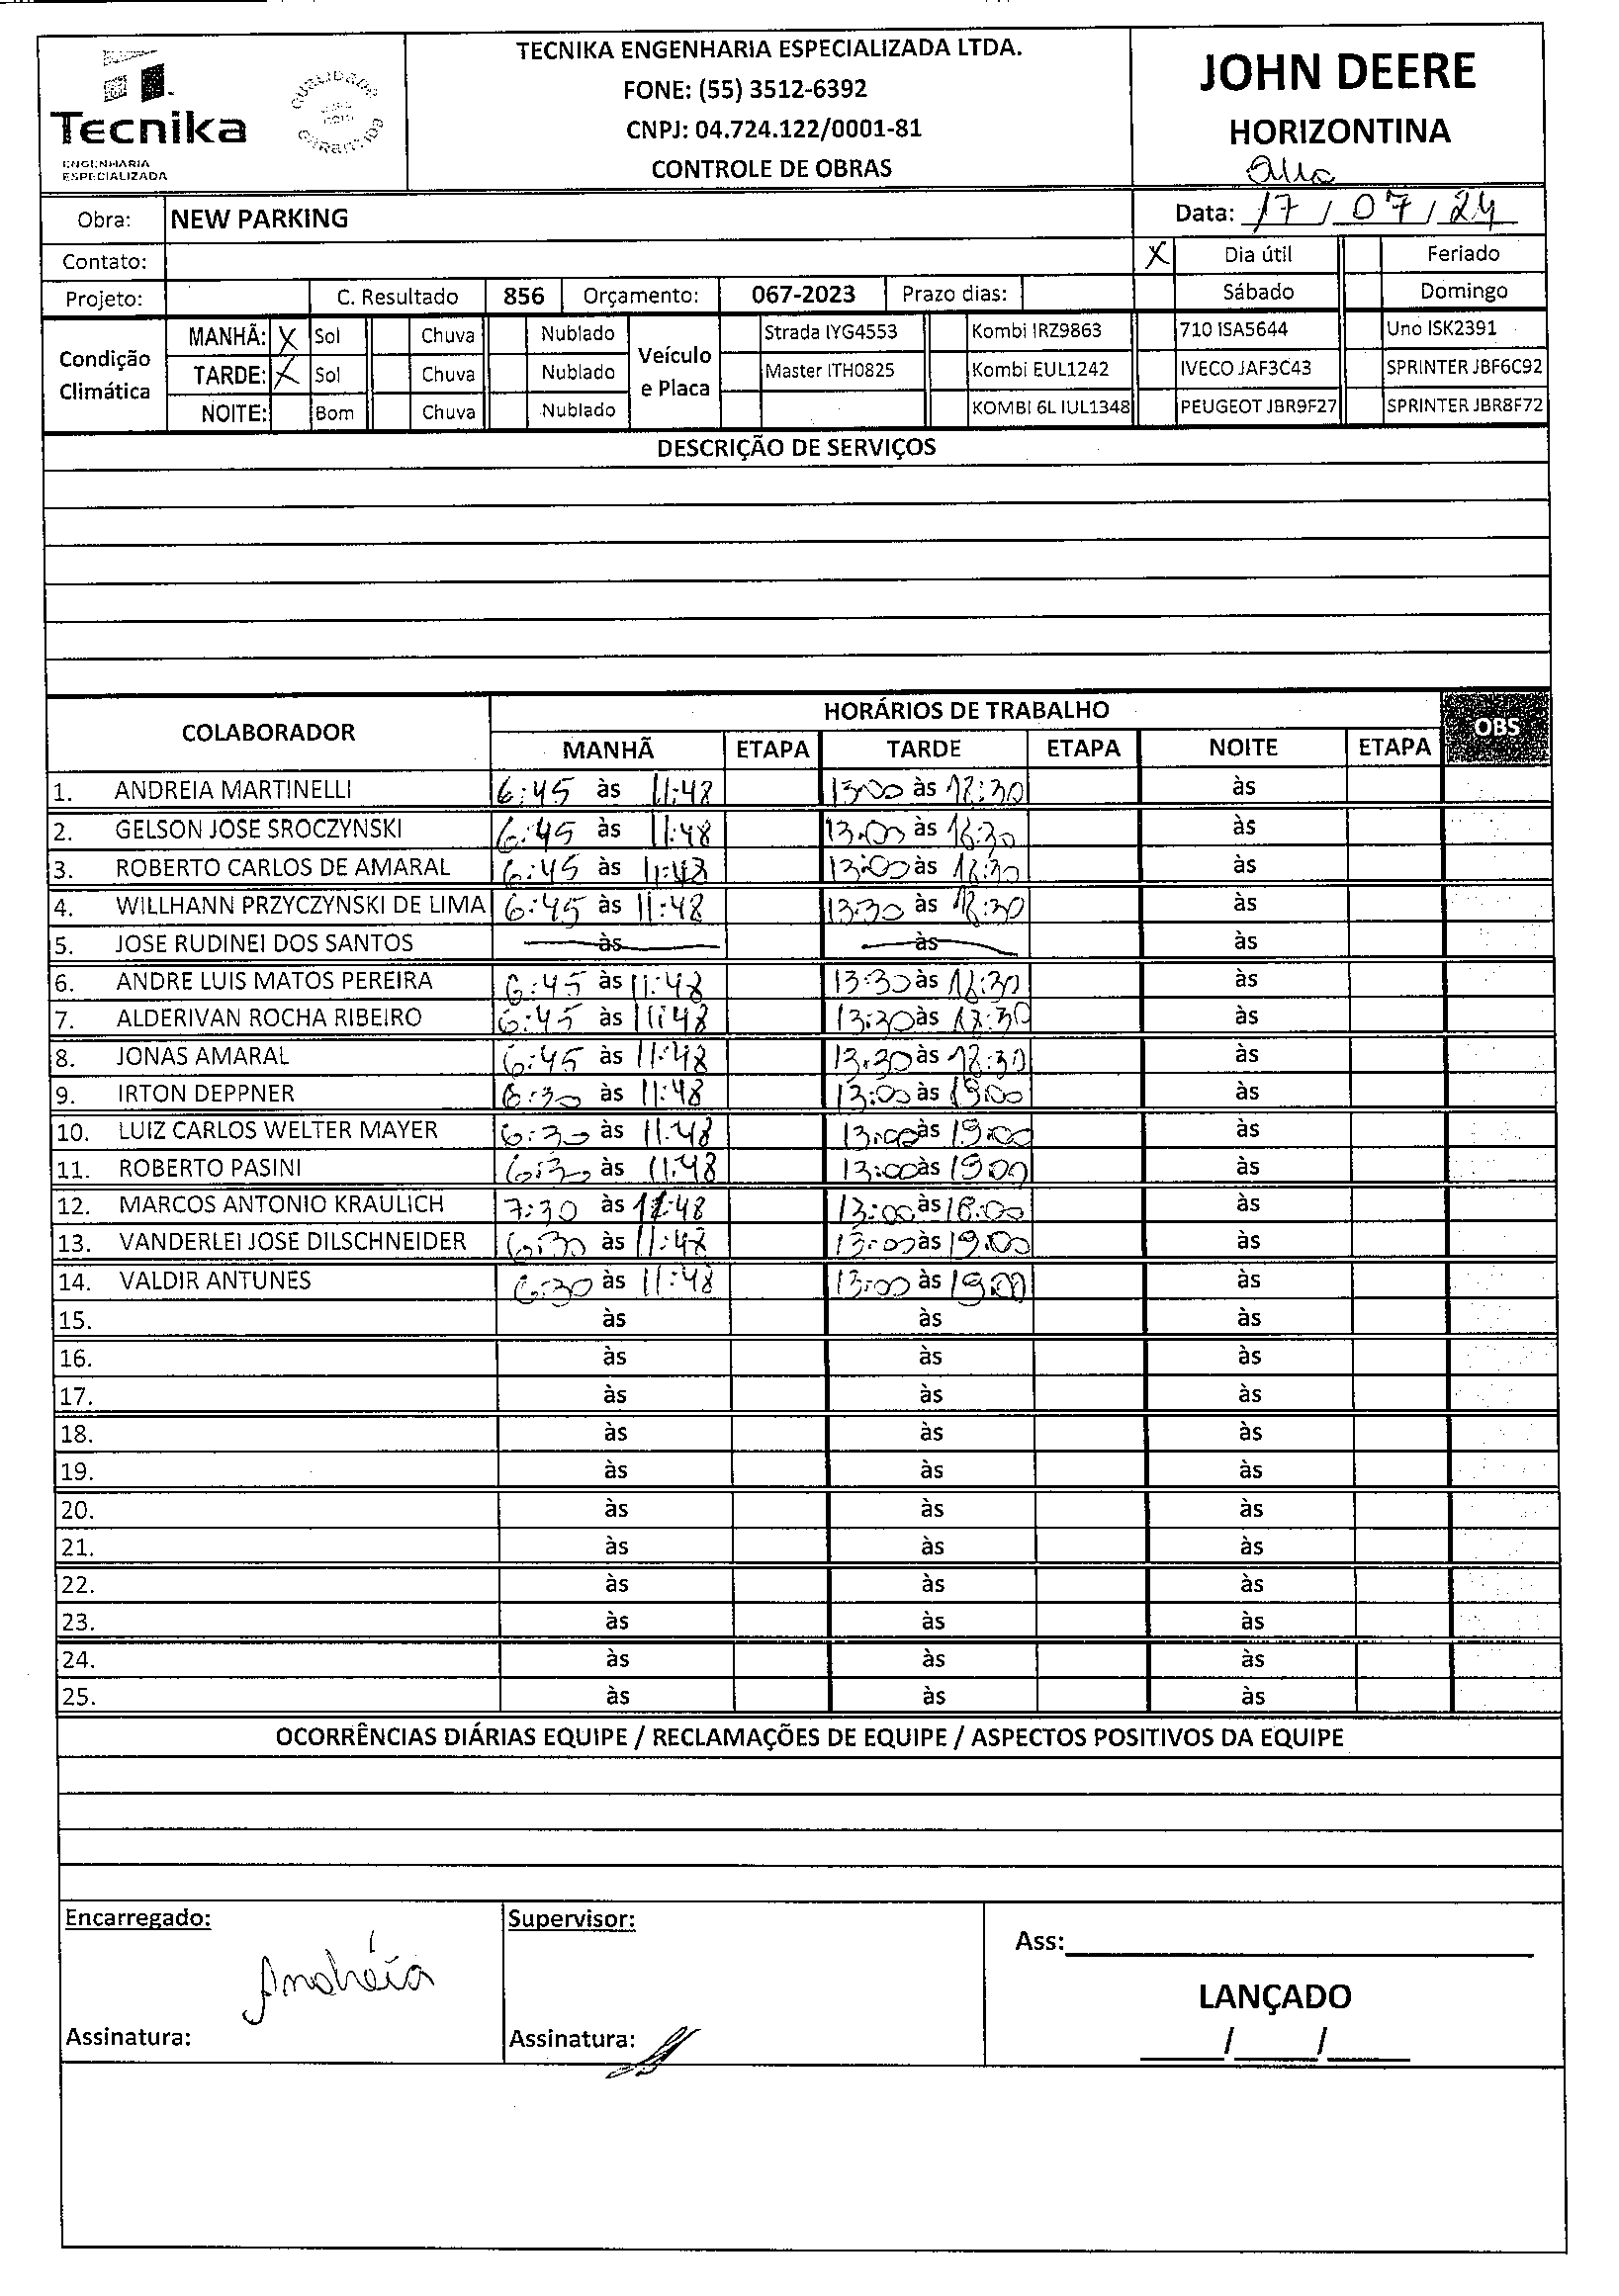 Tecnika
ENGENHARIA
ESPECIALIZADA
QUALIDADE
GARANTIDA
TECNIKA ENGENHARIA ESPECIALIZADA LTDA.
FONE: (55) 3512-6392
CNPJ: 04.724.122/0001-81
CONTROLE DE OBRAS
JOHN DEERE
HORIZONTINA
Obra: NEW PARKING
Data: 17 / 07 / 24
Contato:
X Dia útil Feriado
Projeto: C. Resultado 856 Orçamento: 067-2023 Prazo dias: Sábado Domingo
Condição Climática
MANHÃ: X Sol Chuva Nublado
TARDE: X Sol Chuva Nublado
NOITE: Bom Chuva Nublado
Veículo e Placa
Strada IYG4553 Kombi IRZ9863 710 ISA5644 Uno ISK2391
Master ITH0825 Kombi EUL1242 IVECO JAF3C43 SPRINTER JBF6C92
KOMBI 6L IUL1348 PEUGEOT JBR9F27 SPRINTER JBR8F72
DESCRIÇÃO DE SERVIÇOS
COLABORADOR HORÁRIOS DE TRABALHO OBS
MANHÃ ETAPA TARDE ETAPA NOITE ETAPA
1. ANDREIA MARTINELLI 6:45 às 11:48 13:00 às 18:30 às
2. GELSON JOSE SROCZYNSKI 6:45 às 11:48 13:00 às 18:30 às
3. ROBERTO CARLOS DE AMARAL 6:45 às 11:48 13:00 às 18:30 às
4. WILLHANN PRZYCZYNSKI DE LIMA 6:45 às 11:48 13:30 às 18:30 às
5. JOSE RUDINEI DOS SANTOS às às às
6. ANDRE LUIS MATOS PEREIRA 6:45 às 11:48 13:30 às 18:30 às
7. ALDERIVAN ROCHA RIBEIRO 6:45 às 11:48 13:30 às 18:30 às
8. JONAS AMARAL 6:45 às 11:48 13:30 às 18:30 às
9. IRTON DEPPNER 6:30 às 11:48 13:00 às 19:00 às
10. LUIZ CARLOS WELTER MAYER 6:30 às 11:48 13:00 às 19:00 às
11. ROBERTO PASINI 6:30 às 11:48 13:00 às 19:00 às
12. MARCOS ANTONIO KRAULICH 7:30 às 11:48 13:00 às 18:00 às
13. VANDERLEI JOSE DILSCHNEIDER 6:30 às 11:48 13:00 às 19:00 às
14. VALDIR ANTUNES 6:30 às 11:48 13:00 às 19:00 às
15. às às às
16. às às às
17. às às às
18. às às às
19. às às às
20. às às às
21. às às às
22. às às às
23. às às às
24. às às às
25. às às às
OCORRÊNCIAS DIÁRIAS EQUIPE / RECLAMAÇÕES DE EQUIPE / ASPECTOS POSITIVOS DA EQUIPE
Encarregado: Supervisor:
Ass:
Andréia
LANÇADO
Assinatura: Assinatura:
/ /